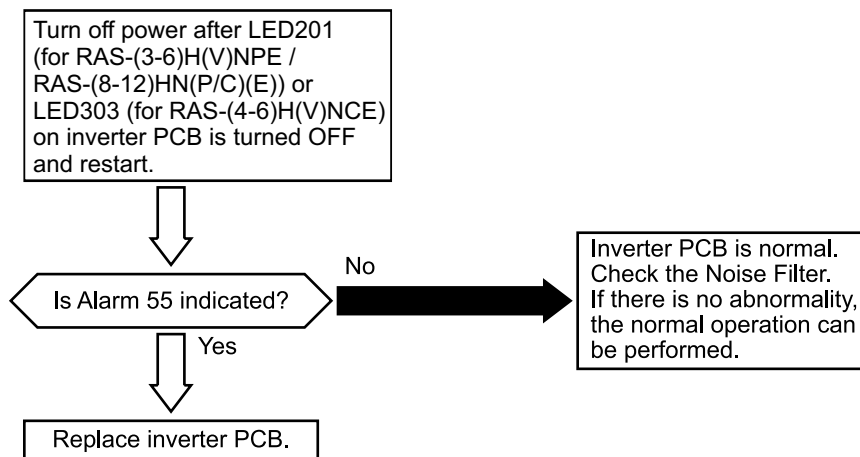 Turn off power after LED201
(for RAS-(3-6)H(V)NPE /
RAS-(8-12)HN(P/C)(E)) or
LED303 (for RAS-(4-6)H(V)NCE)
on inverter PCB is turned OFF
and restart.
Is Alarm 55 indicated?
No
Inverter PCB is normal.
Check the Noise Filter.
If there is no abnormality,
the normal operation can
be performed.
Yes
Replace inverter PCB.